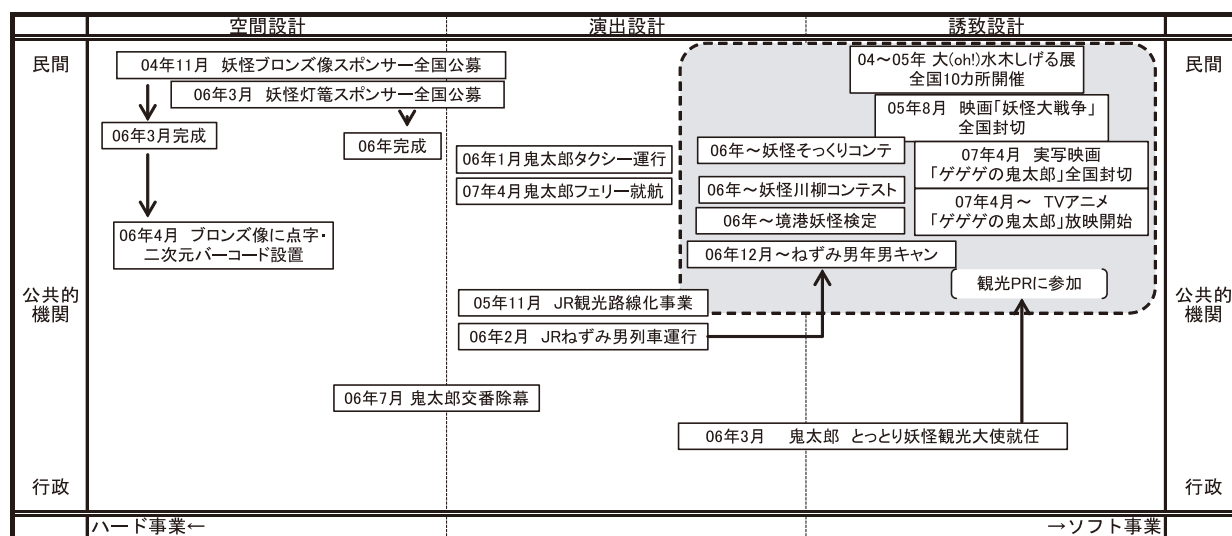 空間設計 演出設計 誘致設計
民間
04年11月 妖怪ブロンズ像スポンサー全国公募
06年3月 妖怪灯篭スポンサー全国公募
06年3月完成
06年完成
06年4月 ブロンズ像に点字・
二次元バーコード設置
06年1月鬼太郎タクシー運行
07年4月鬼太郎フェリー就航
04～05年 大(oh!)水木しげる展
全国10カ所開催
05年8月 映画「妖怪大戦争」
全国封切
06年～妖怪そっくりコンテ
07年4月 実写映画
「ゲゲゲの鬼太郎」全国封切
06年～妖怪川柳コンテスト
07年4月～ TVアニメ
「ゲゲゲの鬼太郎」放映開始
06年～境港妖怪検定
06年12月～ねずみ男年男キャン
観光PRに参加
民間
公共的
機関
05年11月 JR観光路線化事業
06年2月 JRねずみ男列車運行
06年7月 鬼太郎交番除幕
06年3月 鬼太郎 とっとり妖怪観光大使就任
公共的
機関
行政
行政
ハード事業← →ソフト事業